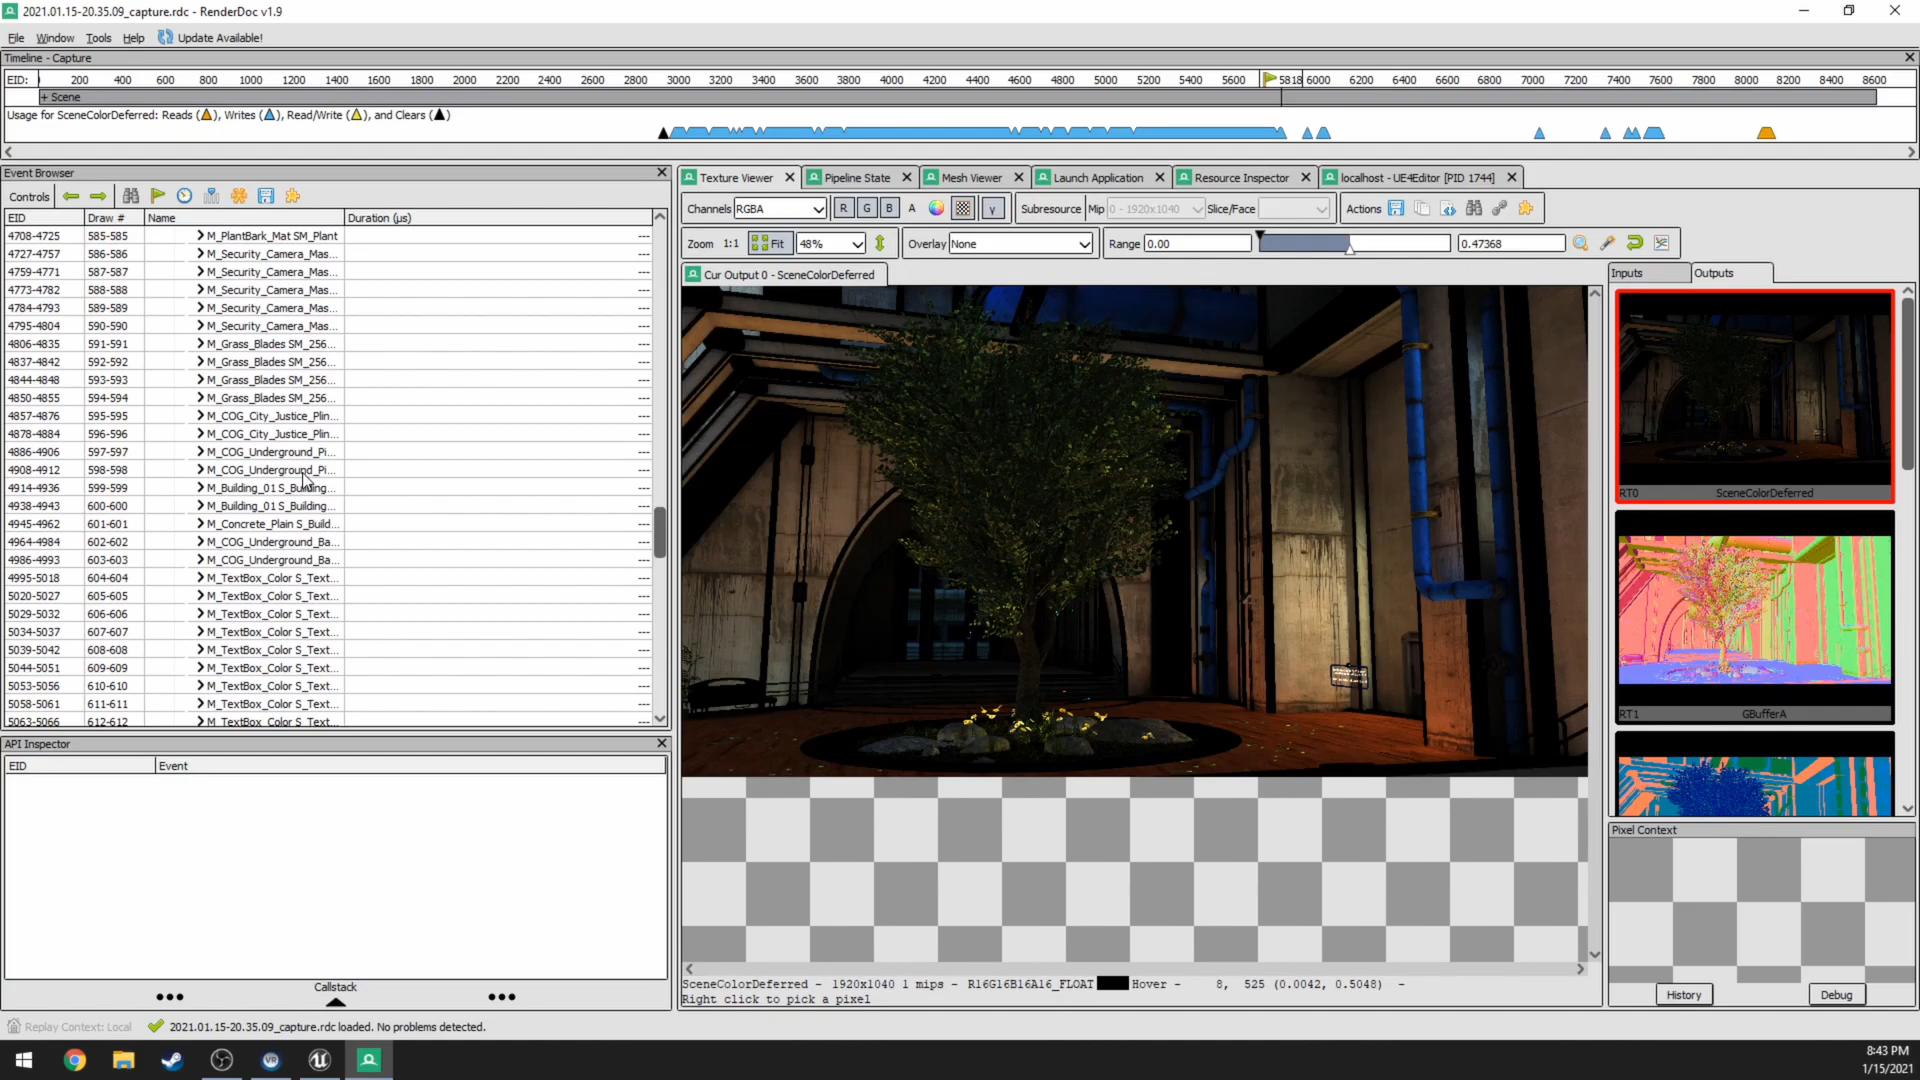 2021.01.15-20.35.09_capture.rdc - RenderDoc v1.9
File Window Tools Help Update Available!
Timeline - Capture
EID: 200 400 600 800 1000 1200 1400 1600 1800 2000 2200 2400 2600 2800 3000 3200 3400 3600 3800 4000 4200 4400 4600 4800 5000 5200 5400 5600 5818 6000 6200 6400 6600 6800 7000 7200 7400 7600 7800 8000 8200 8400 8600
+ Scene
Usage for SceneColorDeferred: Reads (▲), Writes (▲), Read/Write (▲), and Clears (▲)
Event Browser
Controls
EID Draw # Name Duration (µs)
4708-4725 585-585 M_PlantBark_Mat SM_Plant ---
4727-4757 586-586 M_Security_Camera_Mas... ---
4759-4771 587-587 M_Security_Camera_Mas... ---
4773-4782 588-588 M_Security_Camera_Mas... ---
4784-4793 589-589 M_Security_Camera_Mas... ---
4795-4804 590-590 M_Security_Camera_Mas... ---
4806-4835 591-591 M_Grass_Blades SM_256... ---
4837-4842 592-592 M_Grass_Blades SM_256... ---
4844-4848 593-593 M_Grass_Blades SM_256... ---
4850-4855 594-594 M_Grass_Blades SM_256... ---
4857-4876 595-595 M_COG_City_Justice_Plin... ---
4878-4884 596-596 M_COG_City_Justice_Plin... ---
4886-4906 597-597 M_COG_Underground_Pi... ---
4908-4912 598-598 M_COG_Underground_Pi... ---
4914-4936 599-599 M_Building_01 S_Building... ---
4938-4943 600-600 M_Building_01 S_Building... ---
4945-4962 601-601 M_Concrete_Plain S_Build... ---
4964-4984 602-602 M_COG_Underground_Ba... ---
4986-4993 603-603 M_COG_Underground_Ba... ---
4995-5018 604-604 M_TextBox_Color S_Text... ---
5020-5027 605-605 M_TextBox_Color S_Text... ---
5029-5032 606-606 M_TextBox_Color S_Text... ---
5034-5037 607-607 M_TextBox_Color S_Text... ---
5039-5042 608-608 M_TextBox_Color S_Text... ---
5044-5051 609-609 M_TextBox_Color S_Text... ---
5053-5056 610-610 M_TextBox_Color S_Text... ---
5058-5061 611-611 M_TextBox_Color S_Text... ---
5063-5066 612-612 M_TextBox_Color S_Text... ---
API Inspector
EID Event
Callstack
Texture Viewer Pipeline State Mesh Viewer Launch Application Resource Inspector localhost - UE4Editor [PID 1744]
Channels RGBA R G B A γ Subresource Mip 0 - 1920x1040 Slice/Face Actions
Zoom 1:1 Fit 48% Overlay None Range 0.00 0.47368
Cur Output 0 - SceneColorDeferred
Inputs Outputs
RT0 SceneColorDeferred
RT1 GBufferA
Pixel Context
History Debug
SceneColorDeferred - 1920x1040 1 mips - R16G16B16A16_FLOAT Hover - 8, 525 (0.0042, 0.5048) -
Right click to pick a pixel
Replay Context: Local 2021.01.15-20.35.09_capture.rdc loaded. No problems detected.
8:43 PM
1/15/2021